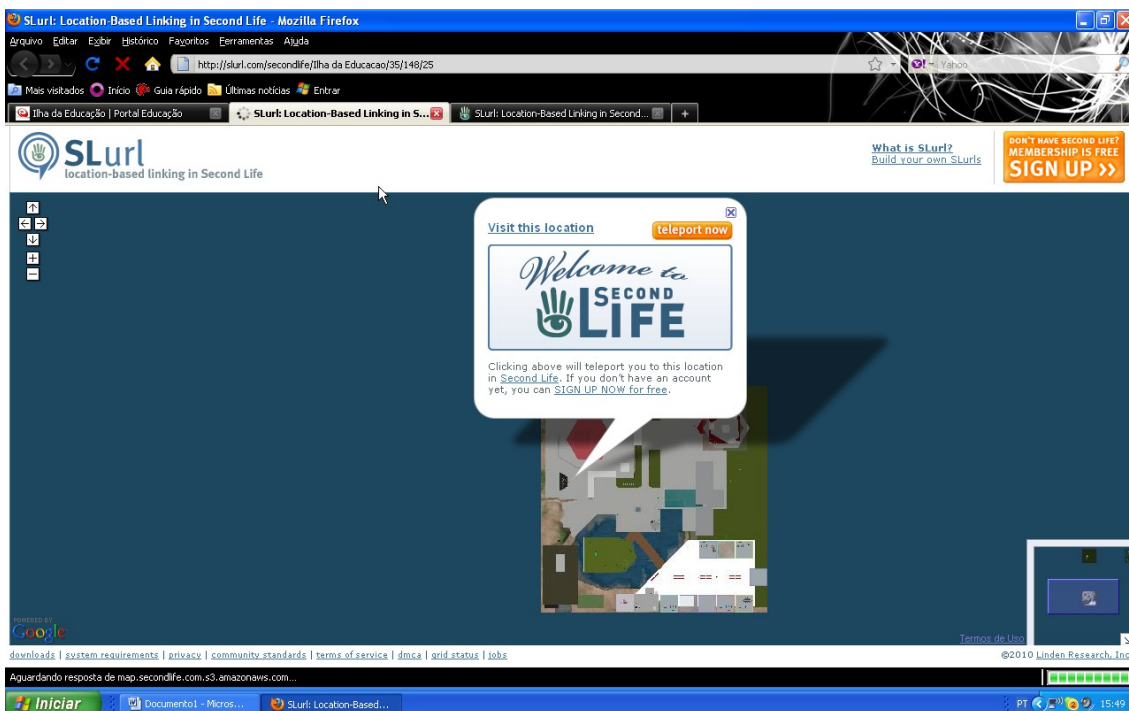 SLurl: Location-Based Linking in Second Life - Mozilla Firefox
Arquivo Editar Exibir Histórico Favoritos Ferramentas Ajuda
http://slurl.com/secondlife/Ilha da Educacao/35/148/25
Yahoo
Mais visitados Início Guia rápido Últimas notícias Entrar
Ilha da Educação | Portal Educação SLurl: Location-Based Linking in S... SLurl: Location-Based Linking in Second...
SLurl
location-based linking in Second Life
What is SLurl?
Build your own SLurls
DON'T HAVE SECOND LIFE?
MEMBERSHIP IS FREE
SIGN UP >>
Visit this location teleport now
Welcome to
SECOND
LIFE
Clicking above will teleport you to this location
in Second Life. If you don't have an account
yet, you can SIGN UP NOW for free.
POWERED BY
Google
Termos de Uso
downloads | system requirements | privacy | community standards | terms of service | dmca | grid status | jobs ©2010 Linden Research, Inc
Aguardando resposta de map.secondlife.com.s3.amazonaws.com...
Iniciar Documento1 - Micros... SLurl: Location-Based... PT 15:49